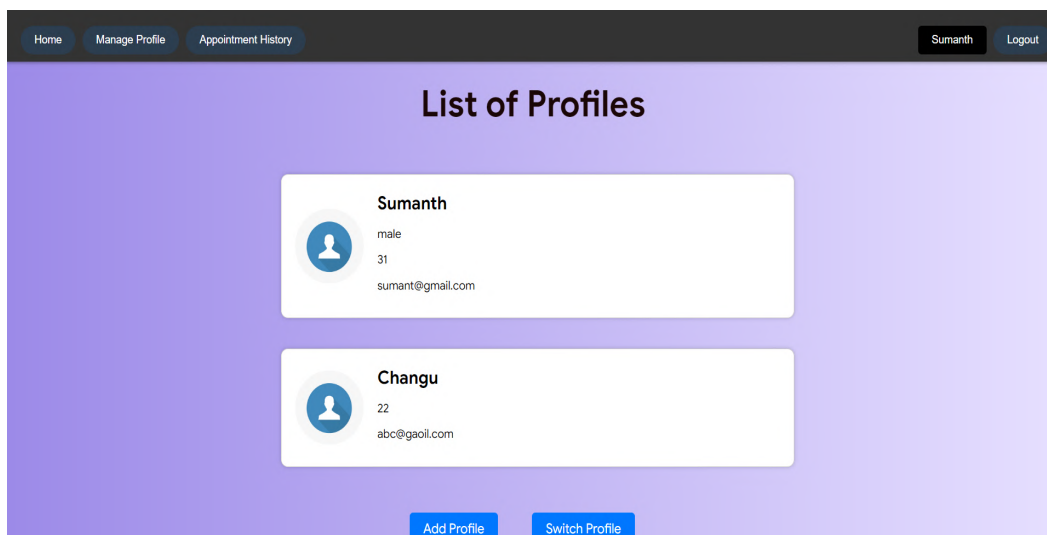 Home Manage Profile Appointment History Sumanth Logout
List of Profiles
Sumanth
male
31
sumant@gmail.com
Changu
22
abc@gaoil.com
Add Profile Switch Profile